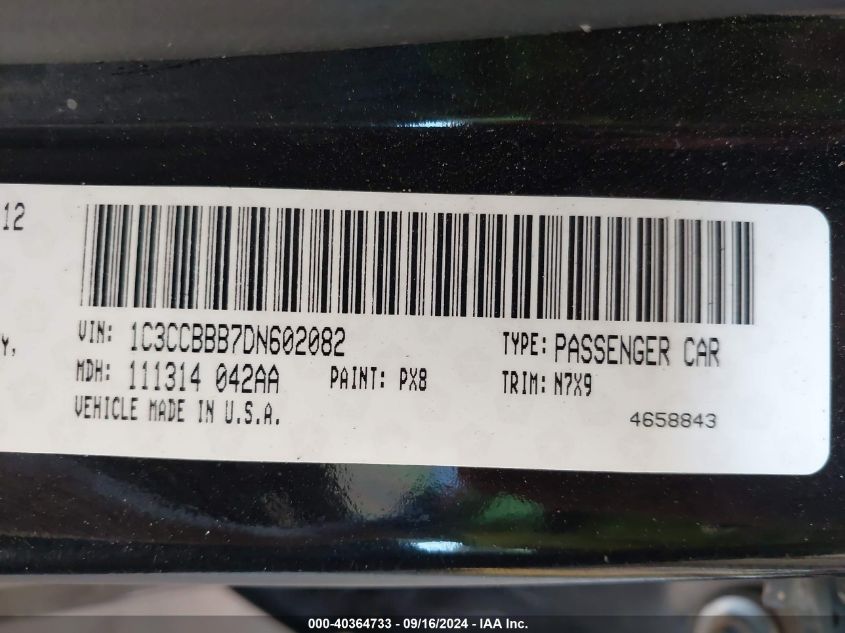 12
Y,
VIN: 1C3CCBBB7DN602082 TYPE: PASSENGER CAR
MDH: 111314 042AA PAINT: PX8 TRIM: N7X9
VEHICLE MADE IN U.S.A. 4658843
000-40364733 - 09/16/2024 - IAA Inc.